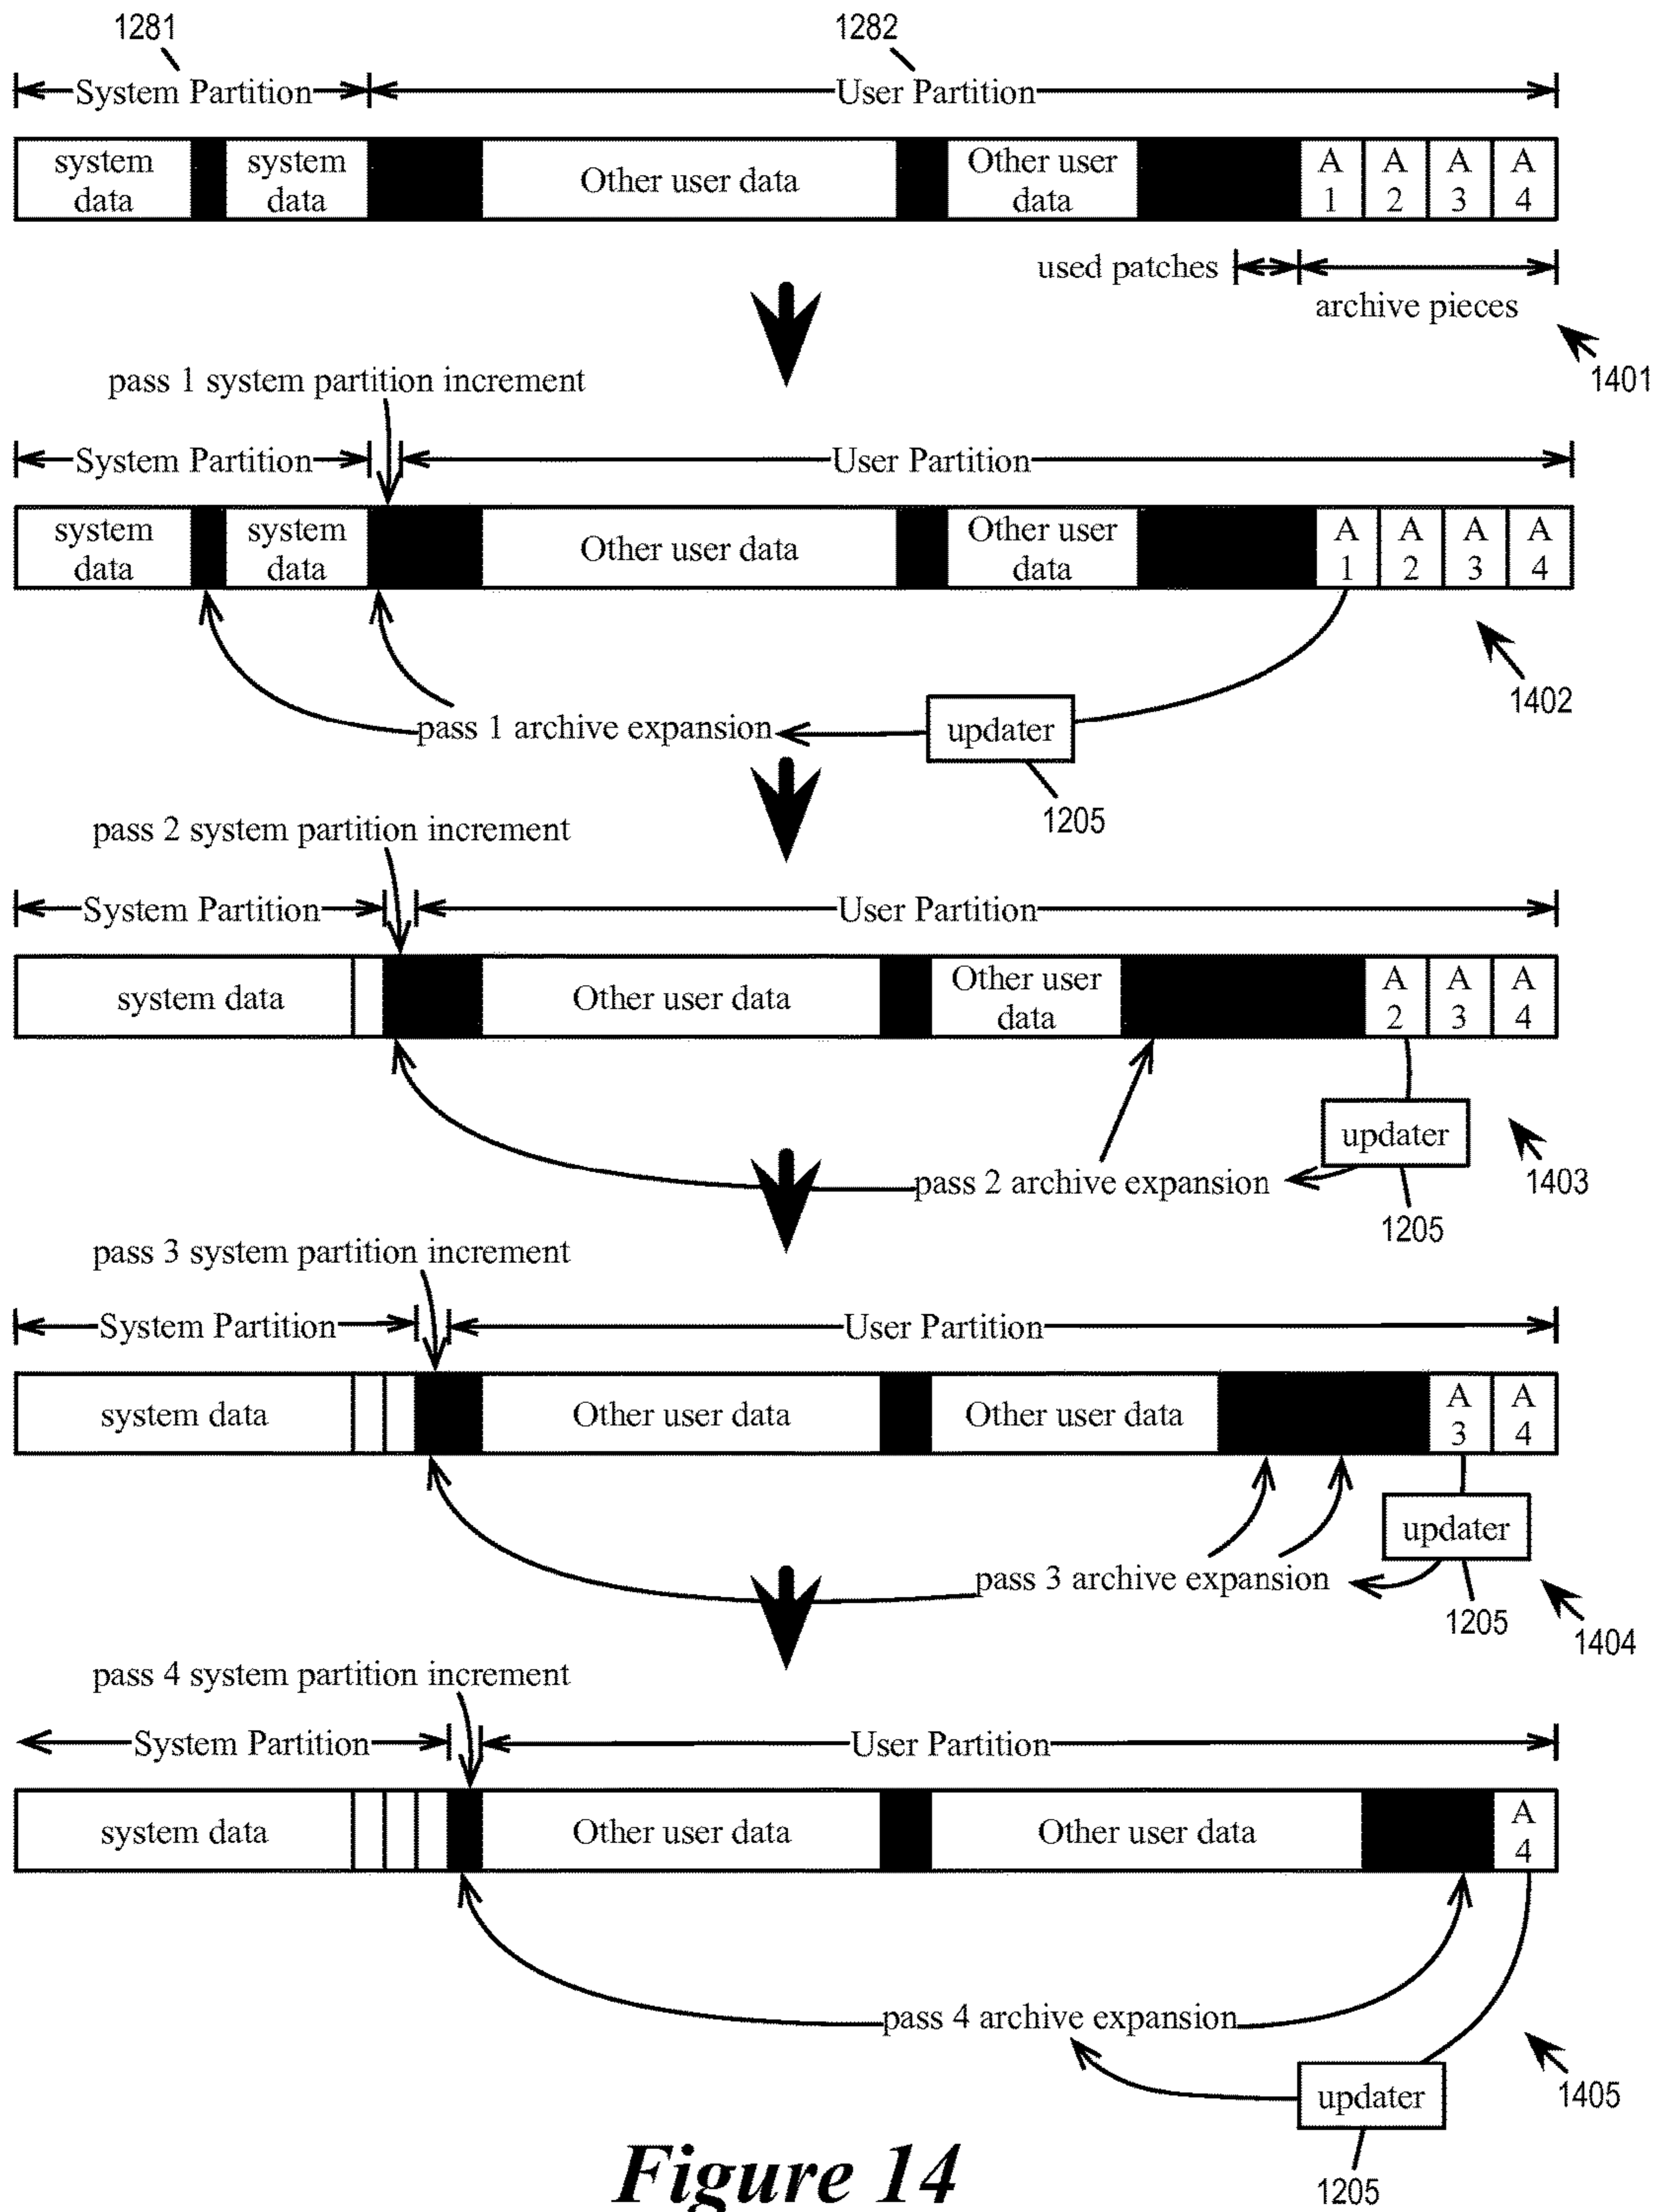 1281
1282
System Partition
User Partition
system data
system data
Other user data
Other user data
A 1
A 2
A 3
A 4
used patches
archive pieces
1401
pass 1 system partition increment
System Partition
User Partition
system data
system data
Other user data
Other user data
A 1
A 2
A 3
A 4
1402
pass 1 archive expansion
updater
1205
pass 2 system partition increment
System Partition
User Partition
system data
Other user data
Other user data
A 2
A 3
A 4
updater
pass 2 archive expansion
1403
1205
pass 3 system partition increment
System Partition
User Partition
system data
Other user data
Other user data
A 3
A 4
updater
pass 3 archive expansion
1205
1404
pass 4 system partition increment
System Partition
User Partition
system data
Other user data
Other user data
A 4
pass 4 archive expansion
updater
1405
1205
Figure 14